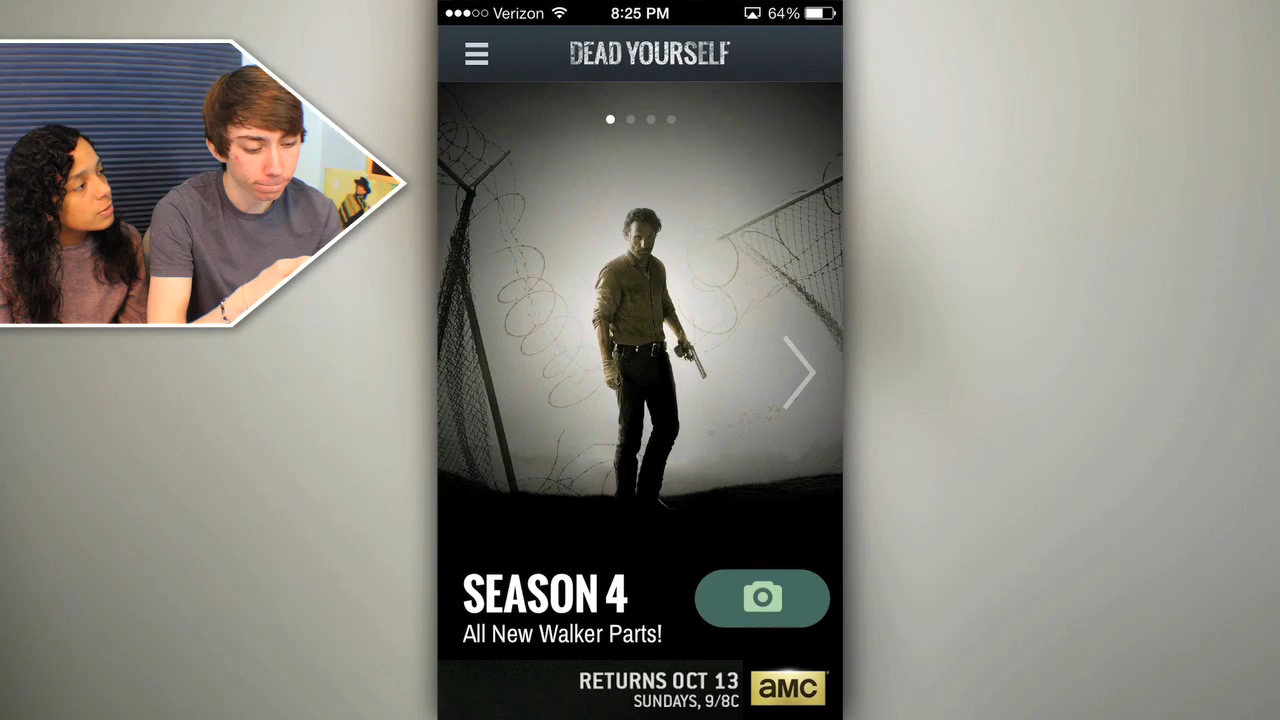 Verizon 8:25 PM 64%
DEAD YOURSELF
SEASON 4
All New Walker Parts!
RETURNS OCT 13
SUNDAYS, 9/8C
amc